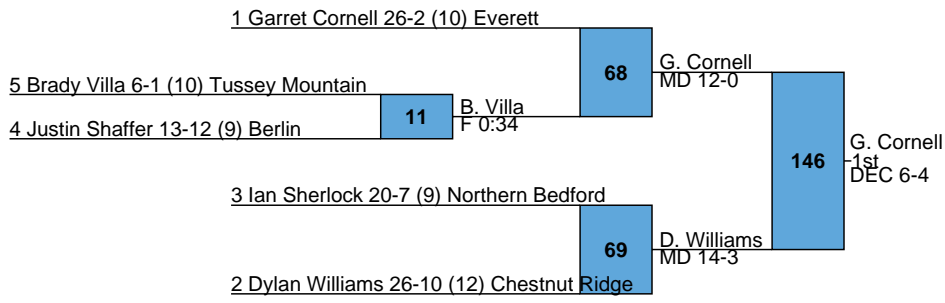 1 Garret Cornell 26-2 (10) Everett
68
G. Cornell
MD 12-0
5 Brady Villa 6-1 (10) Tussey Mountain
11
B. Villa
F 0:34
4 Justin Shaffer 13-12 (9) Berlin
146
G. Cornell
1st
DEC 6-4
3 Ian Sherlock 20-7 (9) Northern Bedford
69
D. Williams
MD 14-3
2 Dylan Williams 26-10 (12) Chestnut Ridge